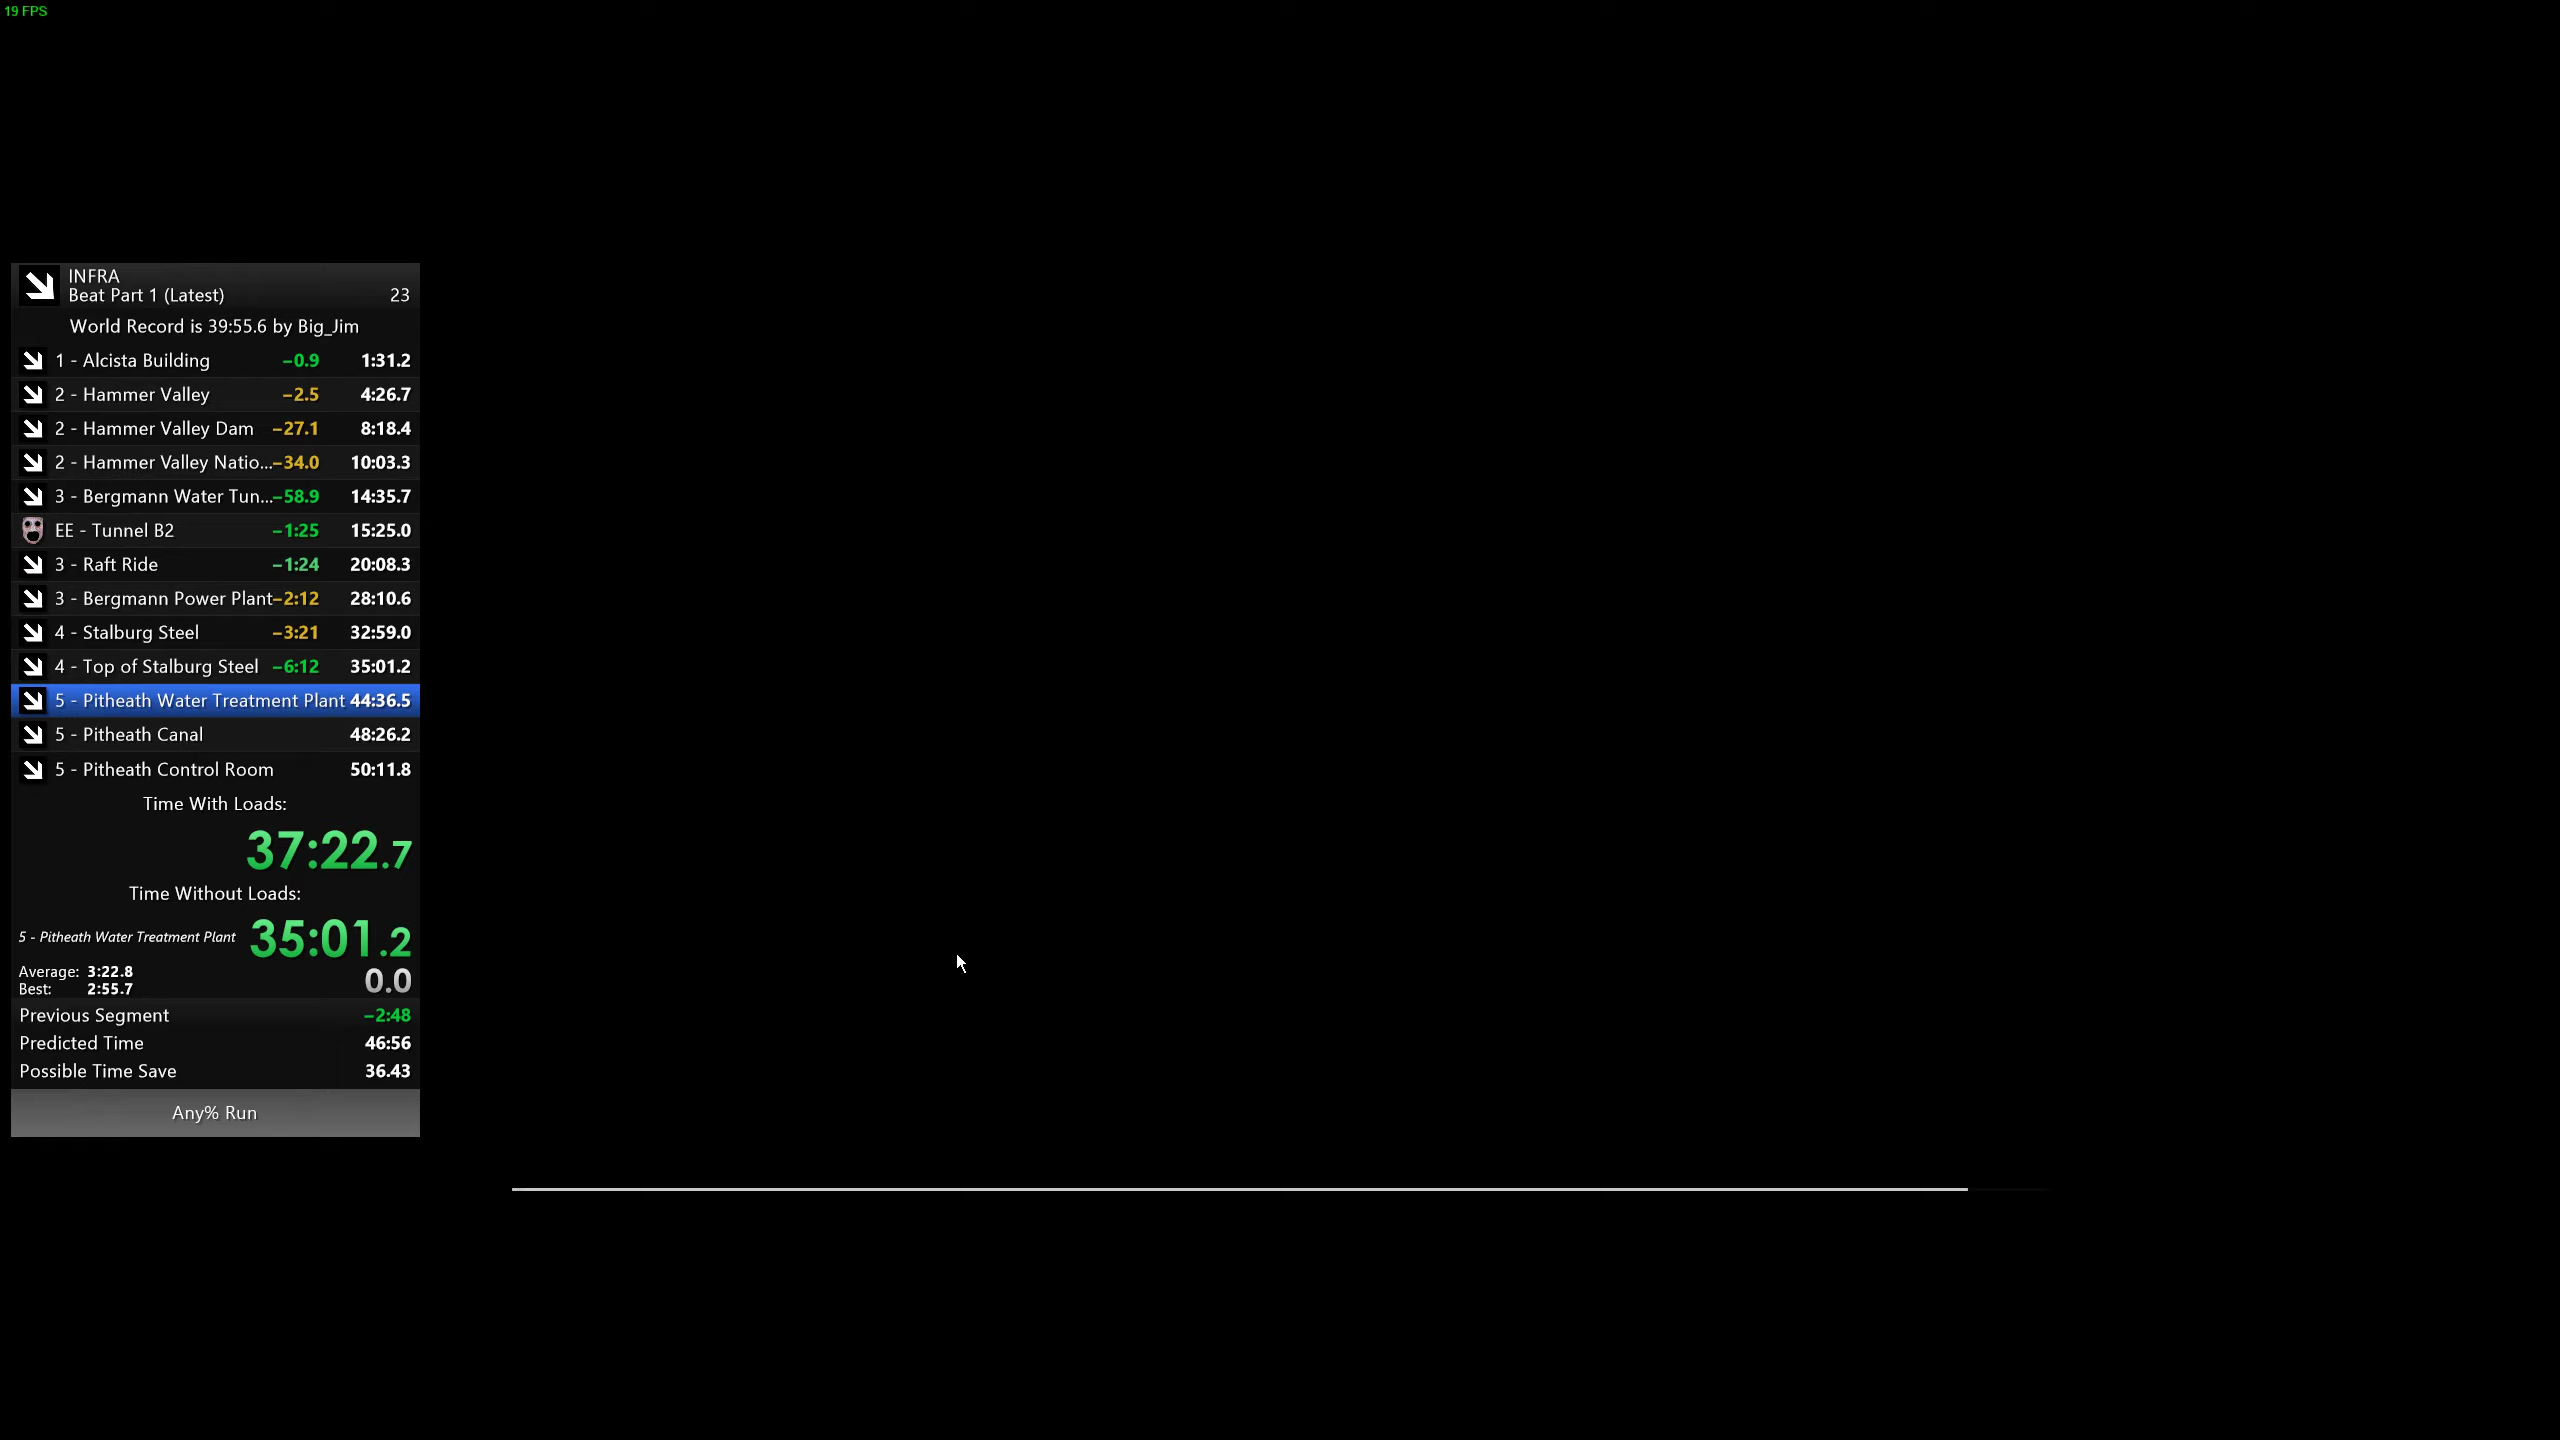 19 FPS
INFRA
Beat Part 1 (Latest) 23
World Record is 39:55.6 by Big_Jim
1 - Alcista Building −0.9 1:31.2
2 - Hammer Valley −2.5 4:26.7
2 - Hammer Valley Dam −27.1 8:18.4
2 - Hammer Valley Natio... −34.0 10:03.3
3 - Bergmann Water Tun... −58.9 14:35.7
EE - Tunnel B2 −1:25 15:25.0
3 - Raft Ride −1:24 20:08.3
3 - Bergmann Power Plant −2:12 28:10.6
4 - Stalburg Steel −3:21 32:59.0
4 - Top of Stalburg Steel −6:12 35:01.2
5 - Pitheath Water Treatment Plant 44:36.5
5 - Pitheath Canal 48:26.2
5 - Pitheath Control Room 50:11.8
Time With Loads:
37:22.7
Time Without Loads:
5 - Pitheath Water Treatment Plant 35:01.2
Average: 3:22.8
Best: 2:55.7 0.0
Previous Segment −2:48
Predicted Time 46:56
Possible Time Save 36.43
Any% Run